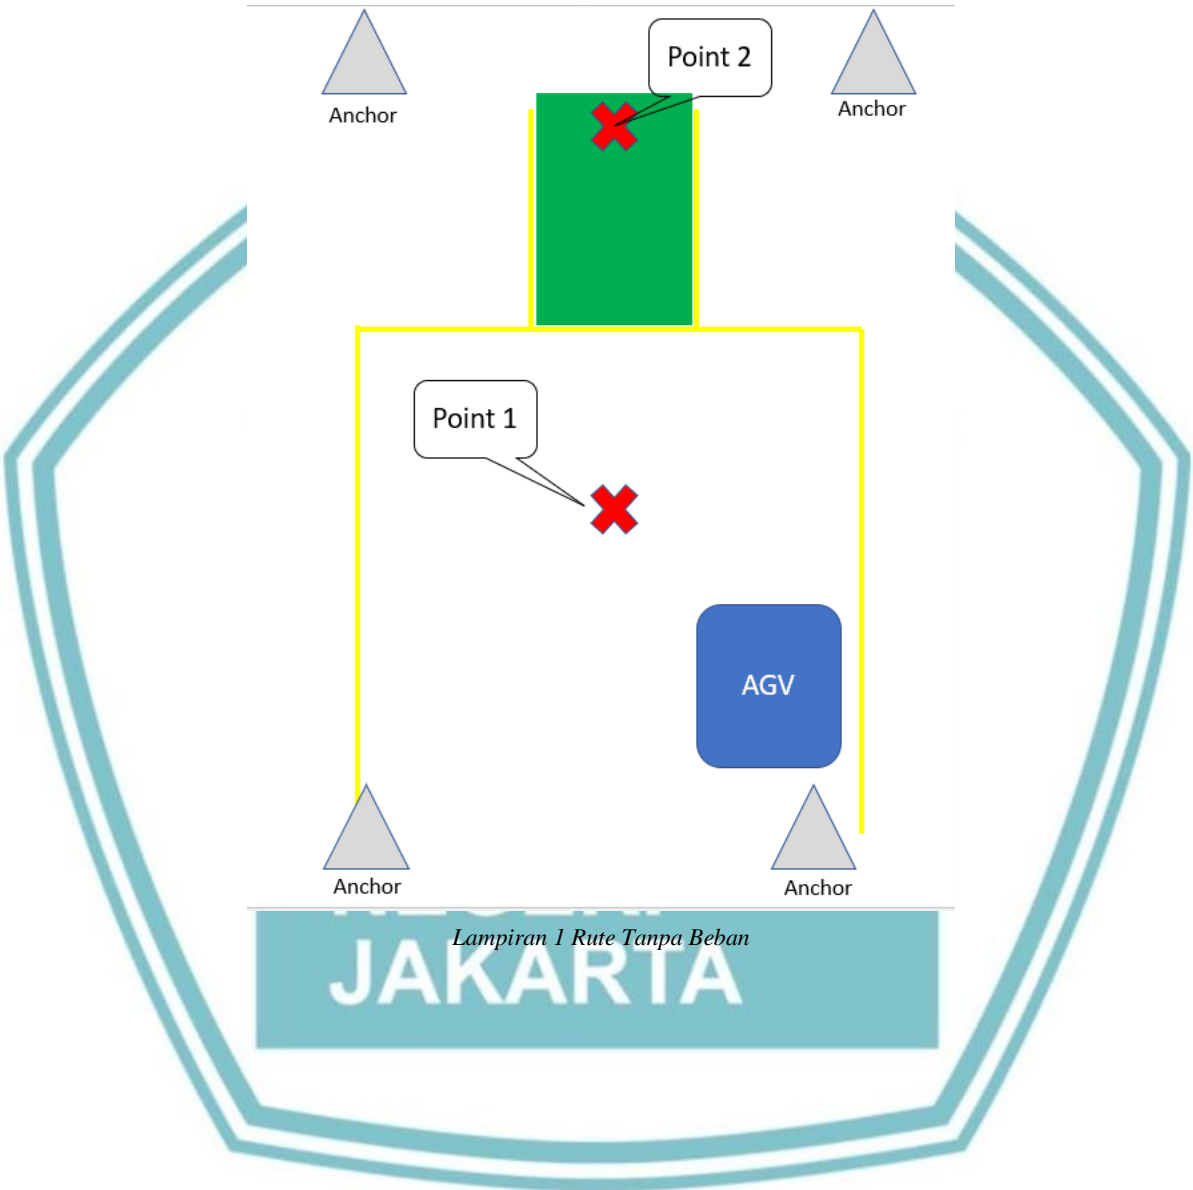 Point 2
Anchor
Anchor
Point 1
AGV
Anchor
Anchor
Lampiran 1 Rute Tanpa Beban
JAKARTA